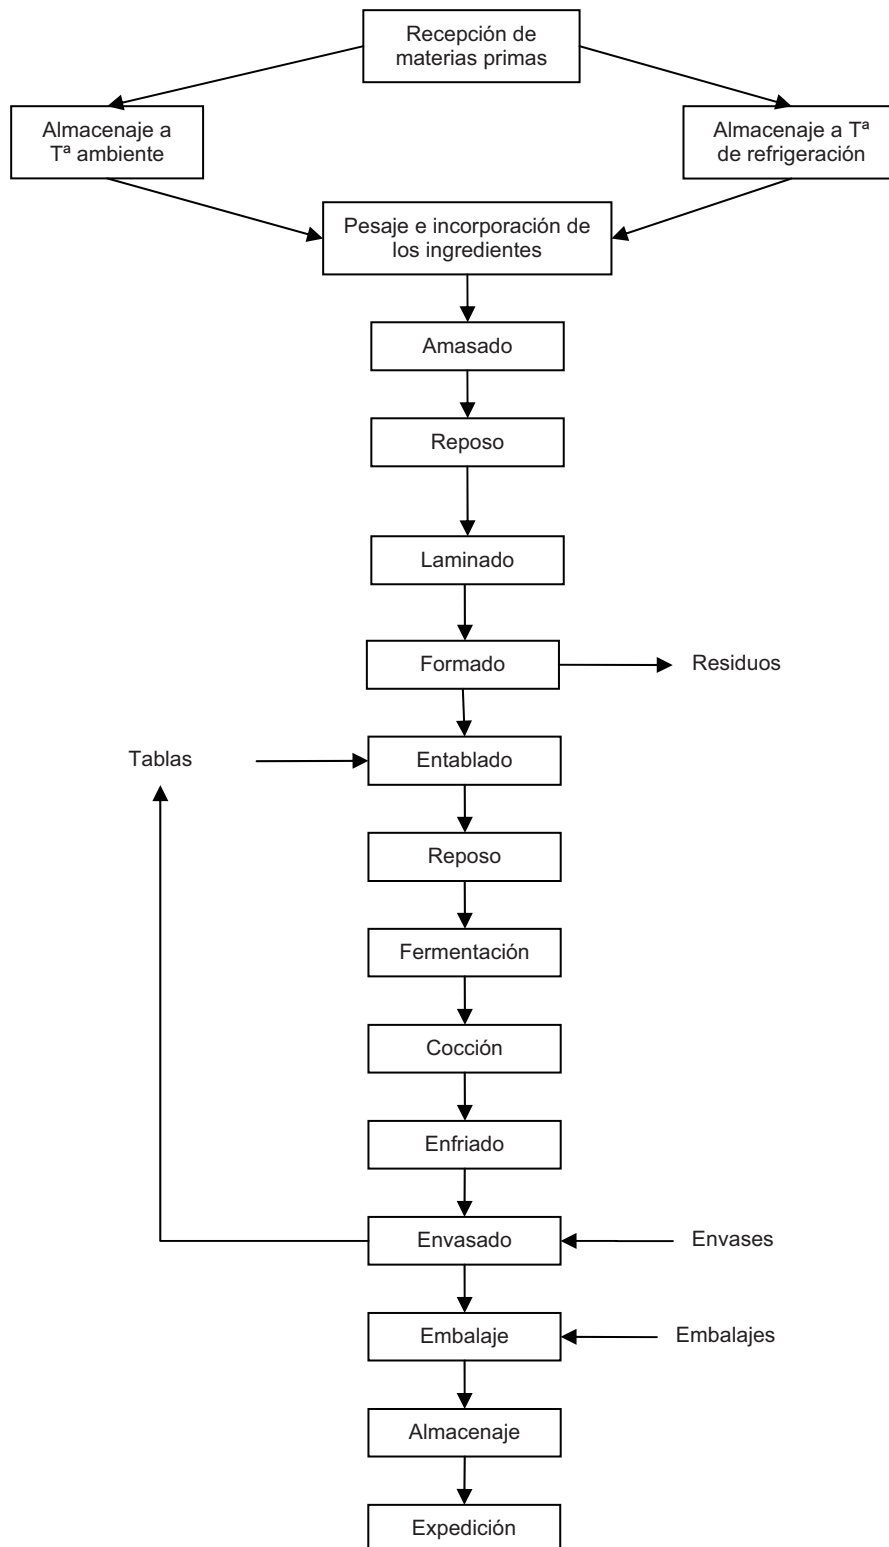 Recepción de
materias primas
Almacenaje a
Tª ambiente
Almacenaje a Tª
de refrigeración
Pesaje e incorporación de
los ingredientes
Amasado
Reposo
Laminado
Formado
Residuos
Tablas
Entablado
Reposo
Fermentación
Cocción
Enfriado
Envasado
Envases
Embalaje
Embalajes
Almacenaje
Expedición